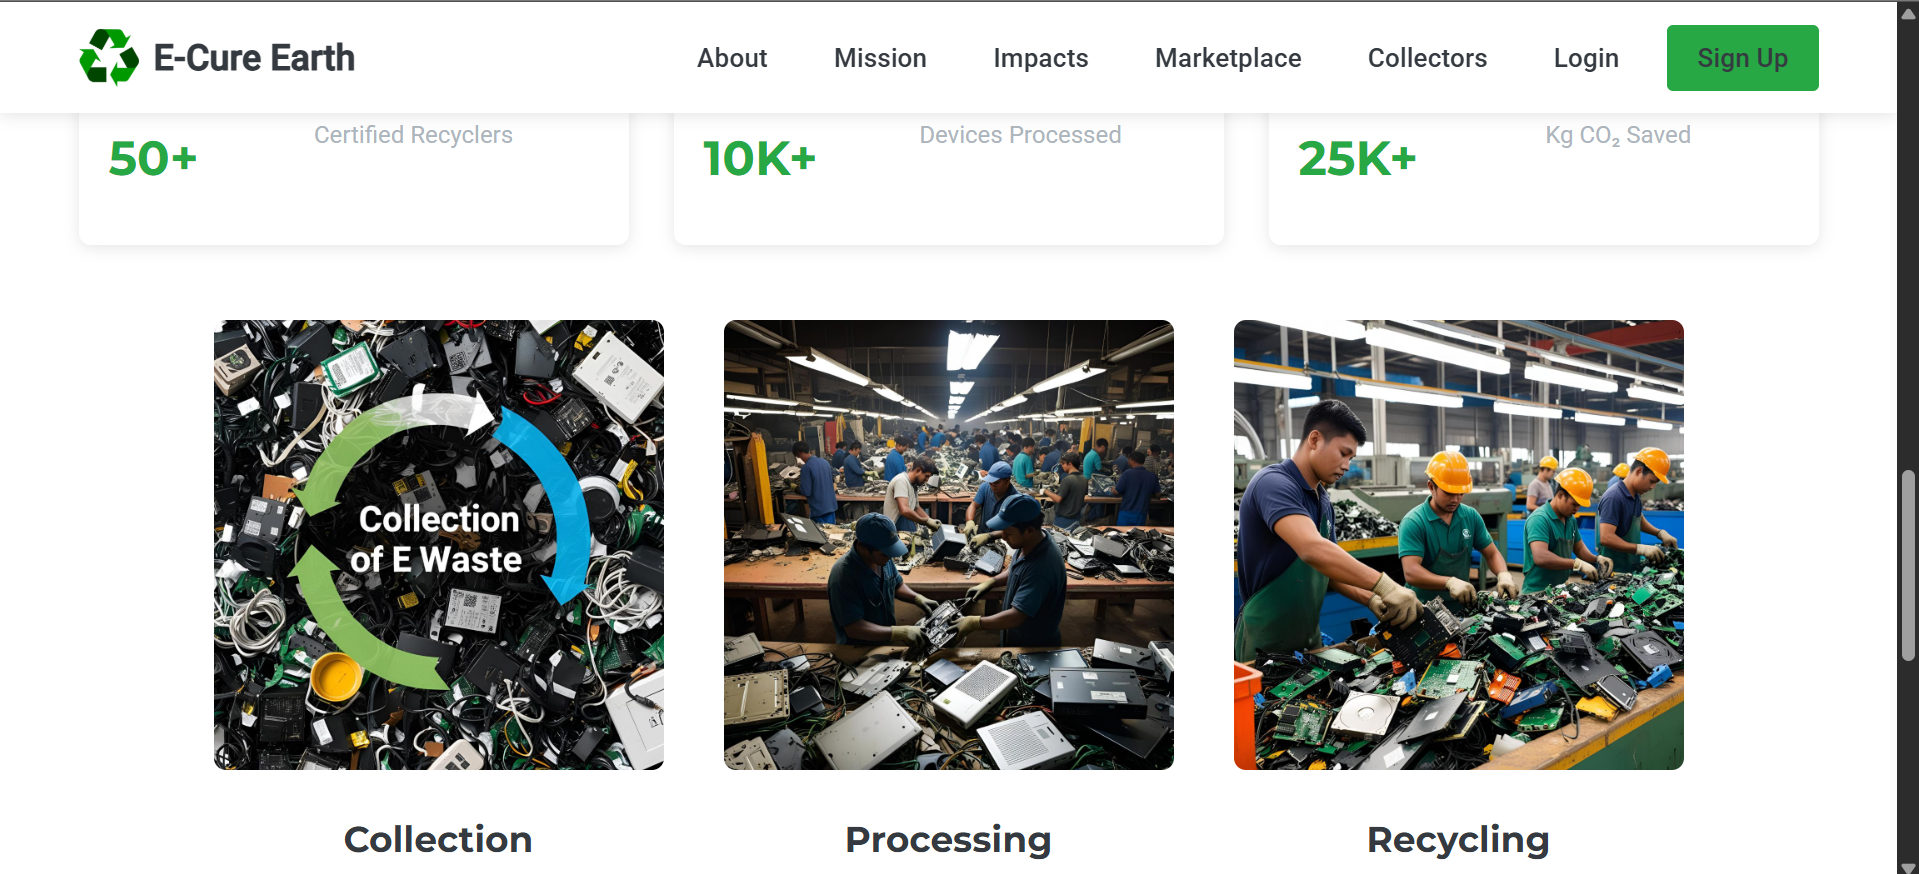 E-Cure Earth
About
Mission
Impacts
Marketplace
Collectors
Login
Sign Up
50+
Certified Recyclers
10K+
Devices Processed
25K+
Kg CO₂ Saved
Collection
of E Waste
Collection
Processing
Recycling